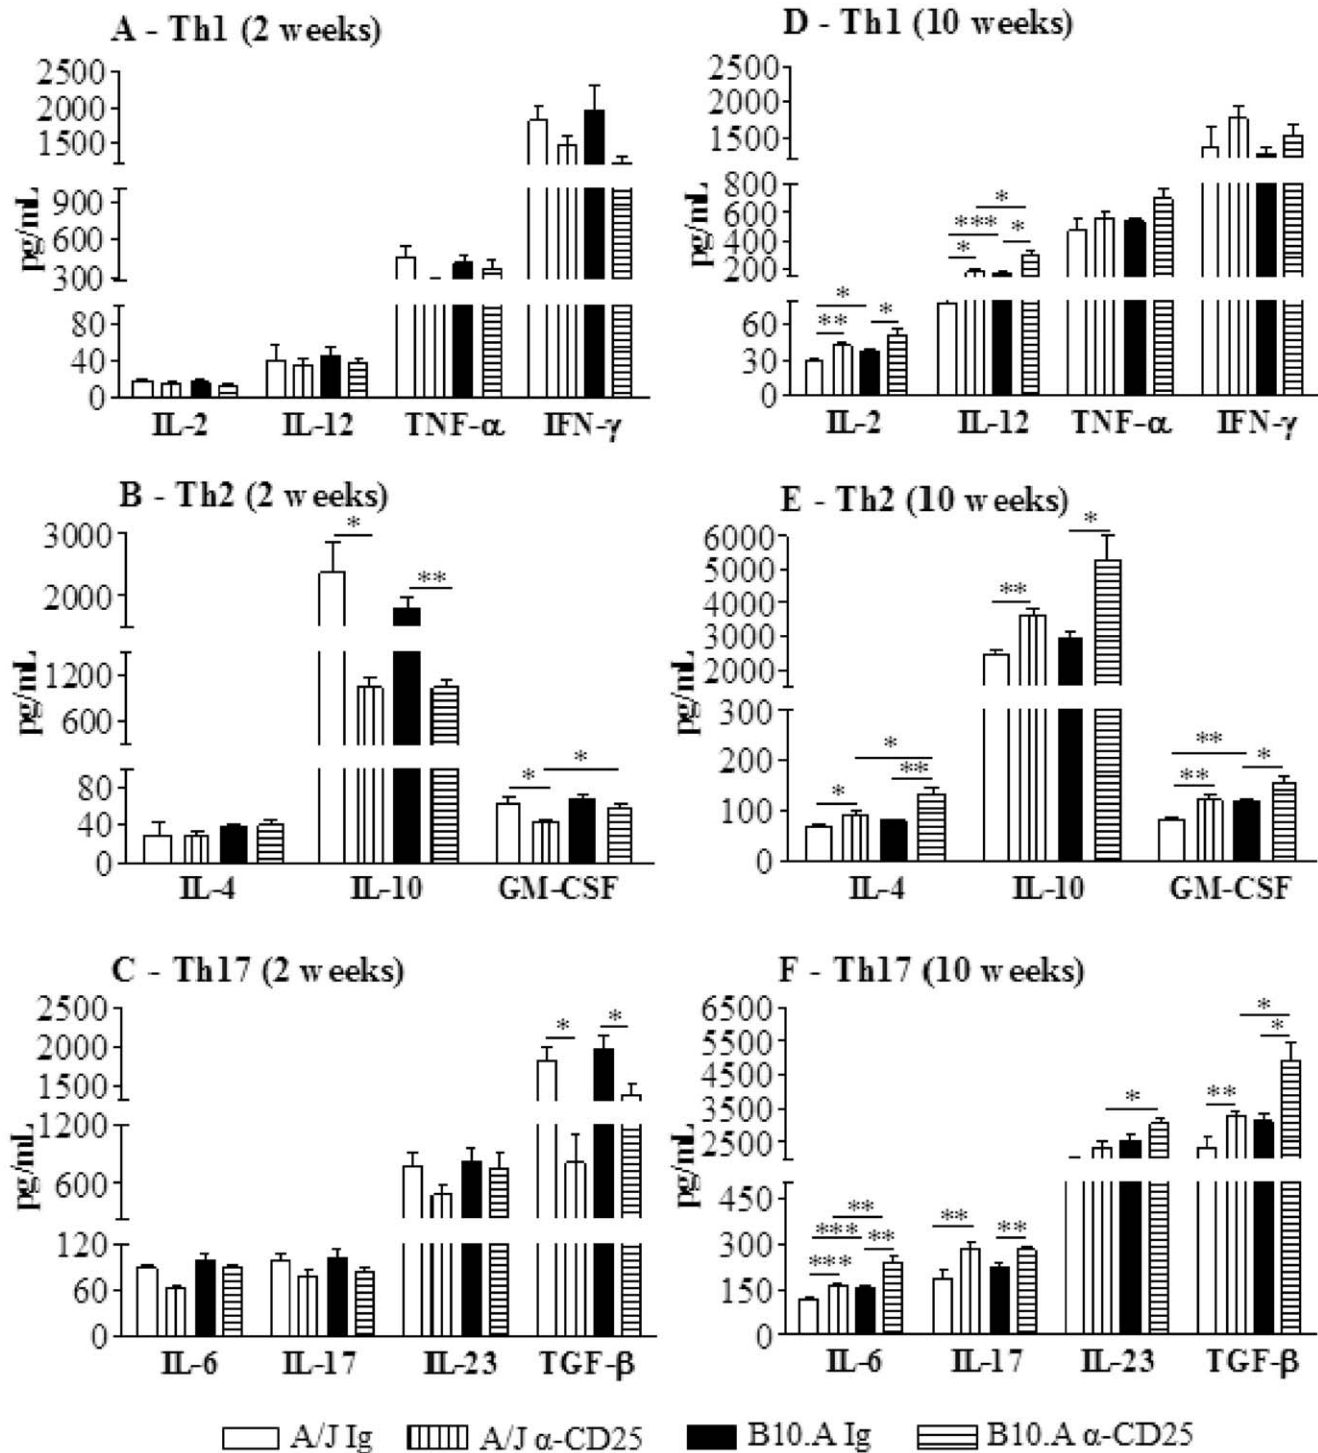 A - Th1 (2 weeks)
pg/mL
2500
2000
1500
900
600
300
80
40
0
IL-2 IL-12 TNF-α IFN-γ
D - Th1 (10 weeks)
pg/mL
2500
2000
1500
800
600
400
200
60
30
0
* ** *
* *** * *
IL-2 IL-12 TNF-α IFN-γ
B - Th2 (2 weeks)
pg/mL
3000
2000
1200
600
80
40
0
* **
* *
IL-4 IL-10 GM-CSF
E - Th2 (10 weeks)
pg/mL
6000
5000
4000
3000
2000
300
200
100
0
* * **
** *
** ** *
IL-4 IL-10 GM-CSF
C - Th17 (2 weeks)
pg/mL
2500
2000
1500
1200
600
120
60
0
* *
IL-6 IL-17 IL-23 TGF-β
F - Th17 (10 weeks)
pg/mL
6500
5500
4500
3500
2500
450
300
150
0
*** *** ** **
** **
*
** * *
IL-6 IL-17 IL-23 TGF-β
A/J Ig A/J α-CD25 B10.A Ig B10.A α-CD25